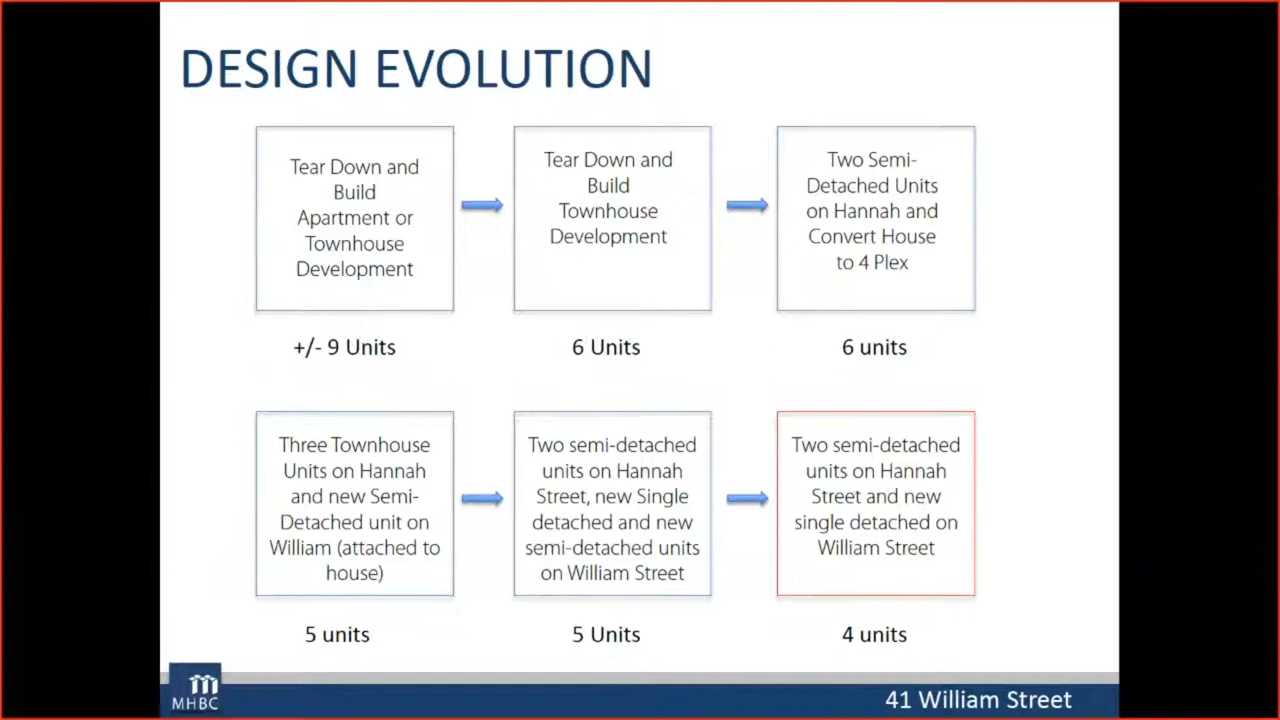 DESIGN EVOLUTION
Tear Down and
Build
Apartment or
Townhouse
Development
+/- 9 Units
Tear Down and
Build
Townhouse
Development
6 Units
Two Semi-
Detached Units
on Hannah and
Convert House
to 4 Plex
6 units
Three Townhouse
Units on Hannah
and new Semi-
Detached unit on
William (attached to
house)
5 units
Two semi-detached
units on Hannah
Street, new Single
detached and new
semi-detached units
on William Street
5 Units
Two semi-detached
units on Hannah
Street and new
single detached on
William Street
4 units
MHBC
41 William Street